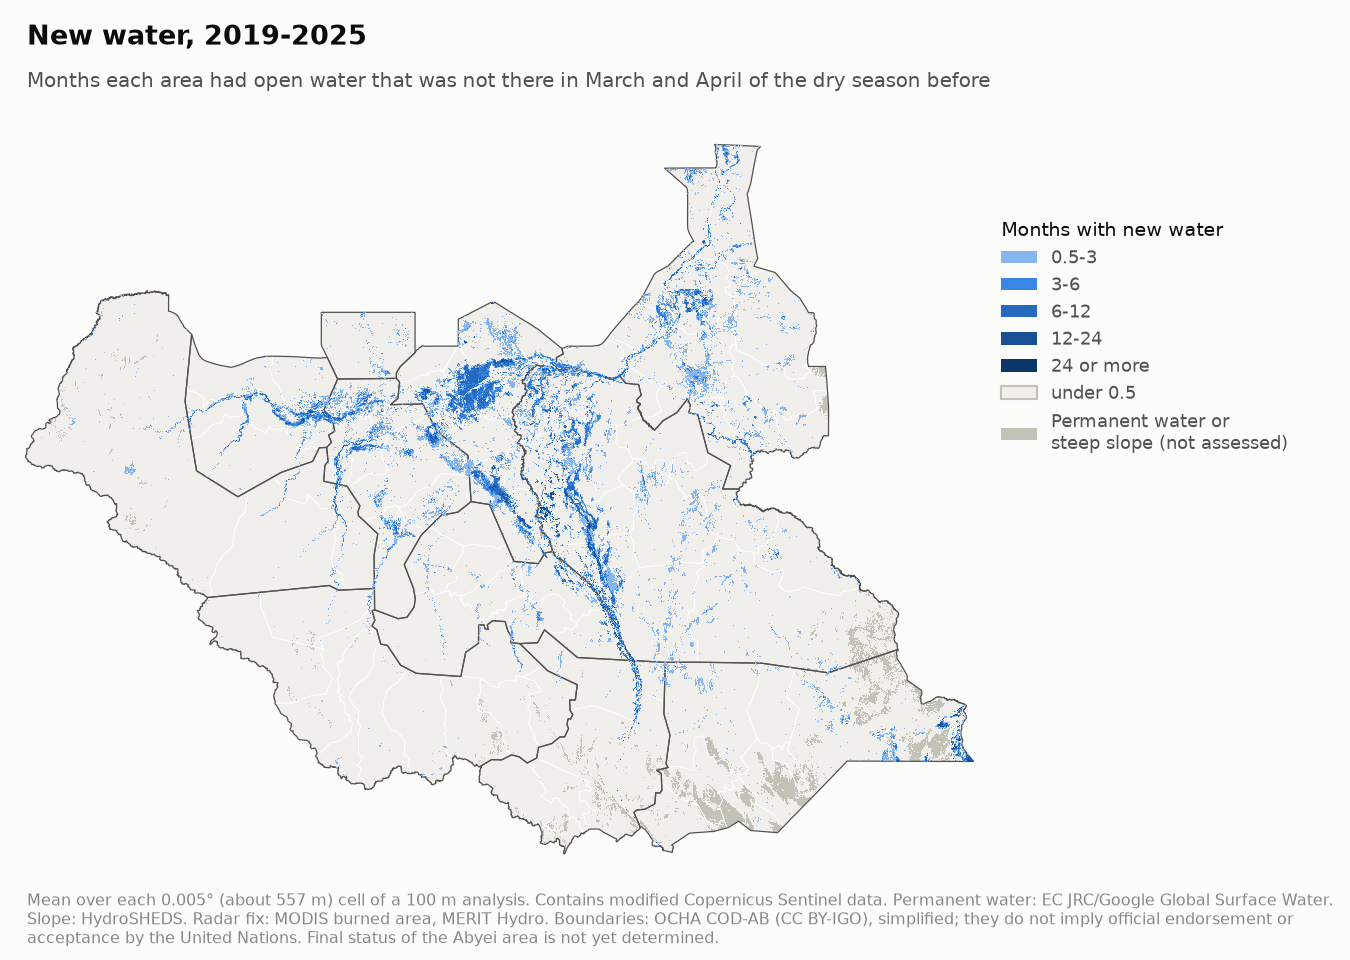 New water, 2019-2025
Months each area had open water that was not there in March and April of the dry season before
Months with new water
0.5-3
3-6
6-12
12-24
24 or more
under 0.5
Permanent water or
steep slope (not assessed)
Mean over each 0.005° (about 557 m) cell of a 100 m analysis. Contains modified Copernicus Sentinel data. Permanent water: EC JRC/Google Global Surface Water.
Slope: HydroSHEDS. Radar fix: MODIS burned area, MERIT Hydro. Boundaries: OCHA COD-AB (CC BY-IGO), simplified; they do not imply official endorsement or
acceptance by the United Nations. Final status of the Abyei area is not yet determined.